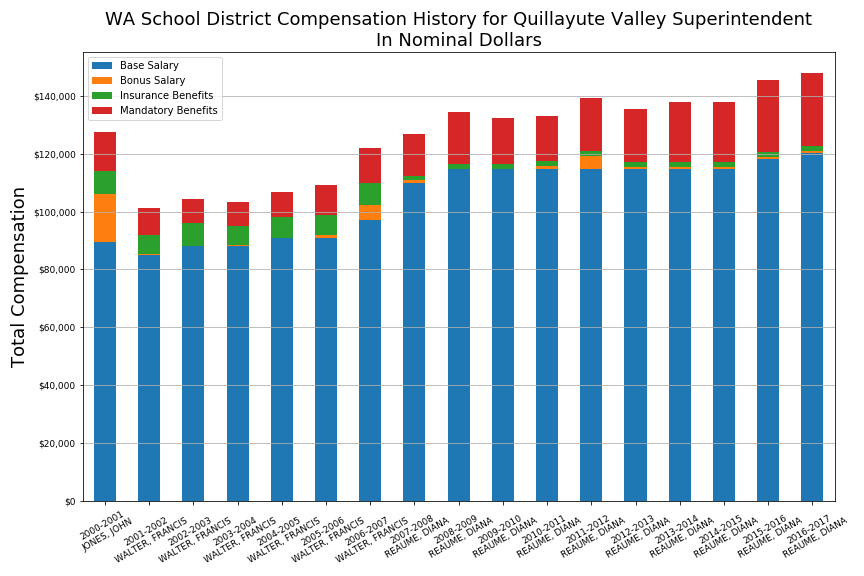 WA School District Compensation History for Quillayute Valley Superintendent
In Nominal Dollars
Base Salary
Bonus Salary
Insurance Benefits
Mandatory Benefits
Total Compensation
$140,000
$120,000
$100,000
$80,000
$60,000
$40,000
$20,000
$0
2000-2001
JONES, JOHN
2001-2002
WALTER, FRANCIS
2002-2003
WALTER, FRANCIS
2003-2004
WALTER, FRANCIS
2004-2005
WALTER, FRANCIS
2005-2006
WALTER, FRANCIS
2006-2007
WALTER, FRANCIS
2007-2008
REAUME, DIANA
2008-2009
REAUME, DIANA
2009-2010
REAUME, DIANA
2010-2011
REAUME, DIANA
2011-2012
REAUME, DIANA
2012-2013
REAUME, DIANA
2013-2014
REAUME, DIANA
2014-2015
REAUME, DIANA
2015-2016
REAUME, DIANA
2016-2017
REAUME, DIANA